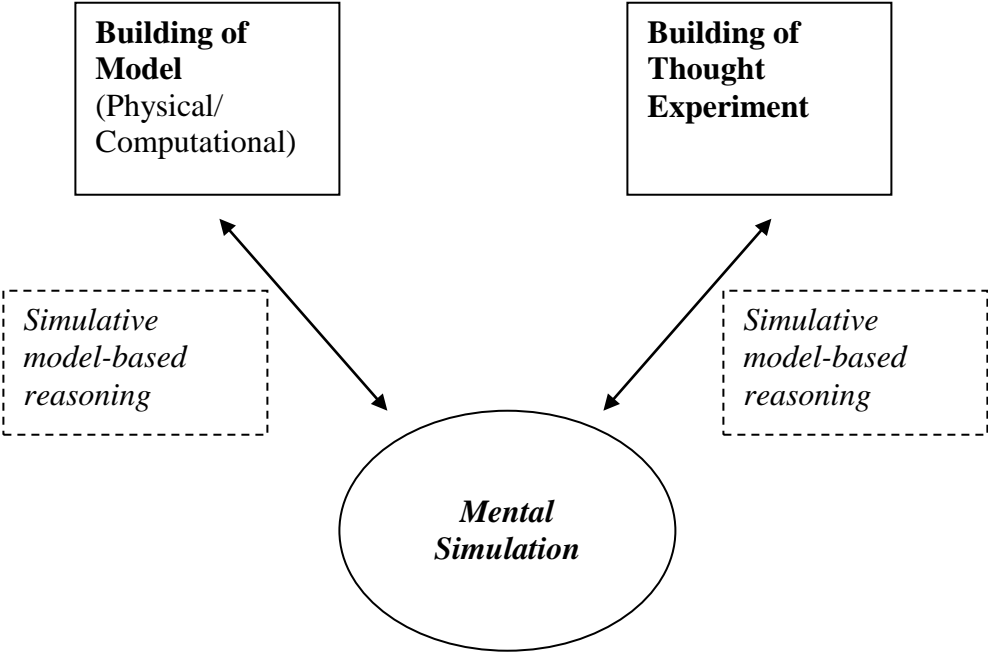 Building of
Model
(Physical/
Computational)
Building of
Thought
Experiment
Simulative
model-based
reasoning
Simulative
model-based
reasoning
Mental
Simulation